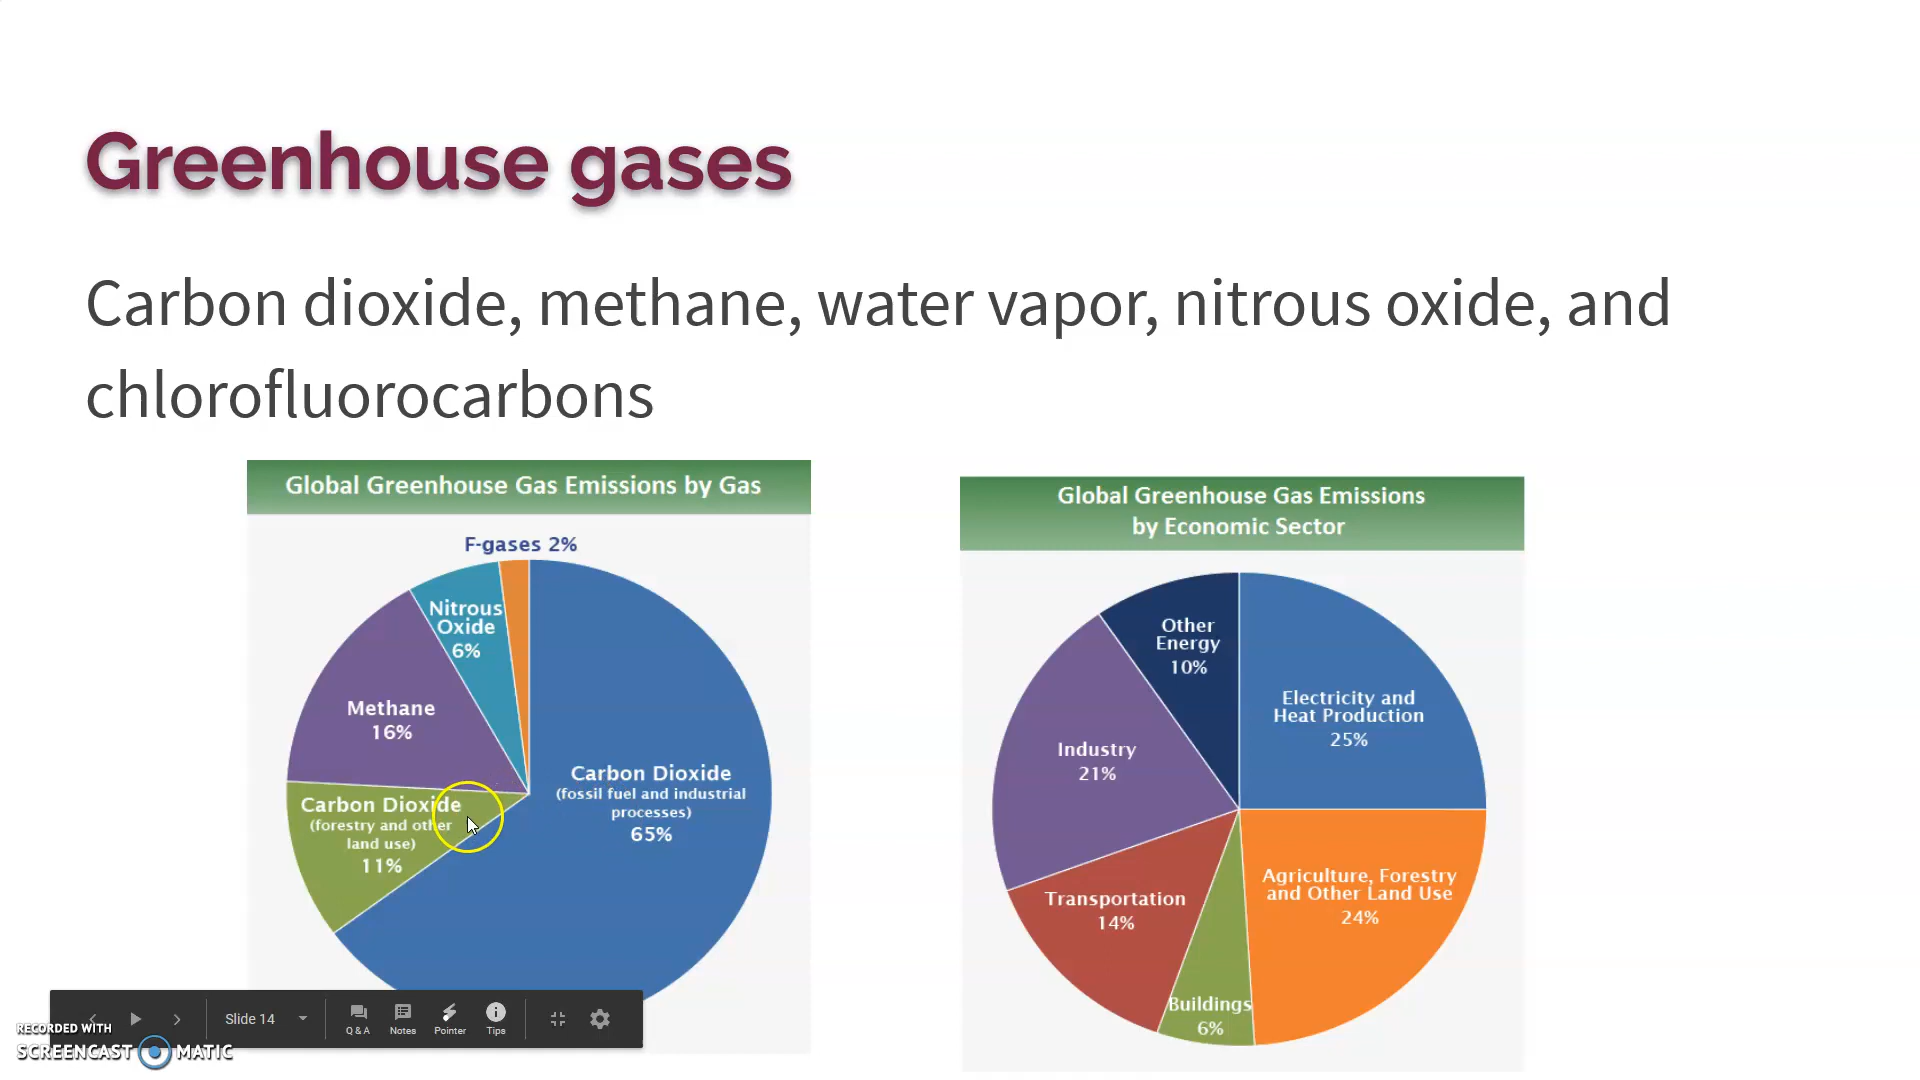 Greenhouse gases
Carbon dioxide, methane, water vapor, nitrous oxide, and
chlorofluorocarbons
Global Greenhouse Gas Emissions by Gas
F-gases 2%
Nitrous
Oxide
6%
Methane
16%
Carbon Dioxide
(forestry and other
land use)
11%
Carbon Dioxide
(fossil fuel and industrial
processes)
65%
Global Greenhouse Gas Emissions
by Economic Sector
Other
Energy
10%
Electricity and
Heat Production
25%
Industry
21%
Agriculture, Forestry
and Other Land Use
24%
Transportation
14%
Buildings
6%
Slide 14
Q & A
Notes
Pointer
Tips
RECORDED WITH
SCREENCAST MATIC